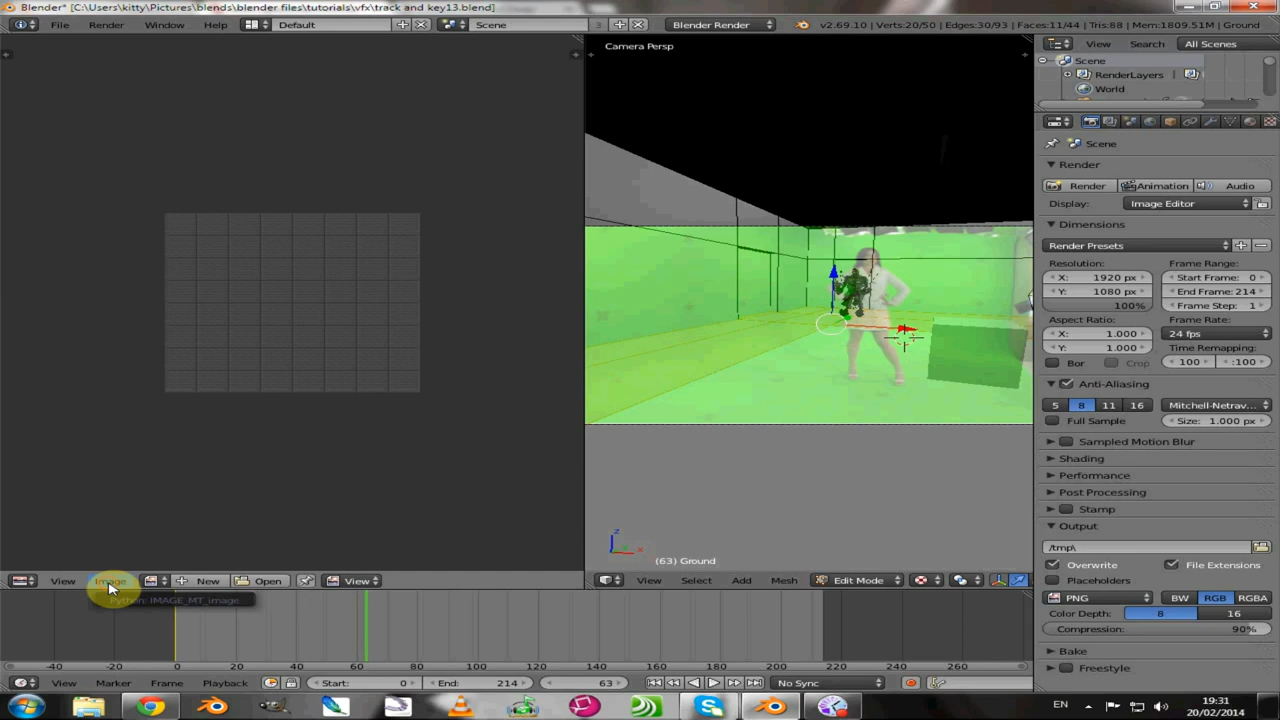 Blender* [C:\Users\kitty\Pictures\blends\blender files\tutorials\vfx\track and key13.blend]
File Render Window Help Default Scene 3 Blender Render v2.69.10 | Verts:20/50 | Edges:30/93 | Faces:11/44 | Tris:88 | Mem:1809.51M | Ground
Camera Persp
View Search All Scenes
Scene
RenderLayers
World
Scene
Render
Render Animation Audio
Display: Image Editor
Dimensions
Render Presets
Resolution: Frame Range:
X: 1920 px Start Frame: 0
Y: 1080 px End Frame: 214
100% Frame Step: 1
Aspect Ratio: Frame Rate:
X: 1.000 24 fps
Y: 1.000 Time Remapping:
Bor Crop 100 :100
Anti-Aliasing
5 8 11 16 Mitchell-Netrav...
Full Sample Size: 1.000 px
Sampled Motion Blur
Shading
Performance
Post Processing
Stamp
Output
/tmp\
Overwrite File Extensions
Placeholders
PNG BW RGB RGBA
Color Depth: 8 16
Compression: 90%
Bake
Freestyle
z
x
(63) Ground
View Image New Open View
View Select Add Mesh Edit Mode
Python: IMAGE_MT_image
-40 -20 0 20 40 60 80 100 120 140 160 180 200 220 240 260
View Marker Frame Playback Start: 0 End: 214 63 No Sync
EN 19:31
20/02/2014